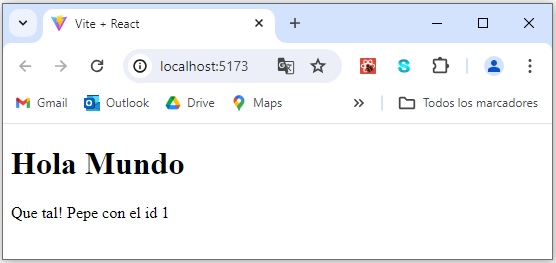 Vite + React
localhost:5173
Gmail Outlook Drive Maps » Todos los marcadores
Hola Mundo
Que tal! Pepe con el id 1